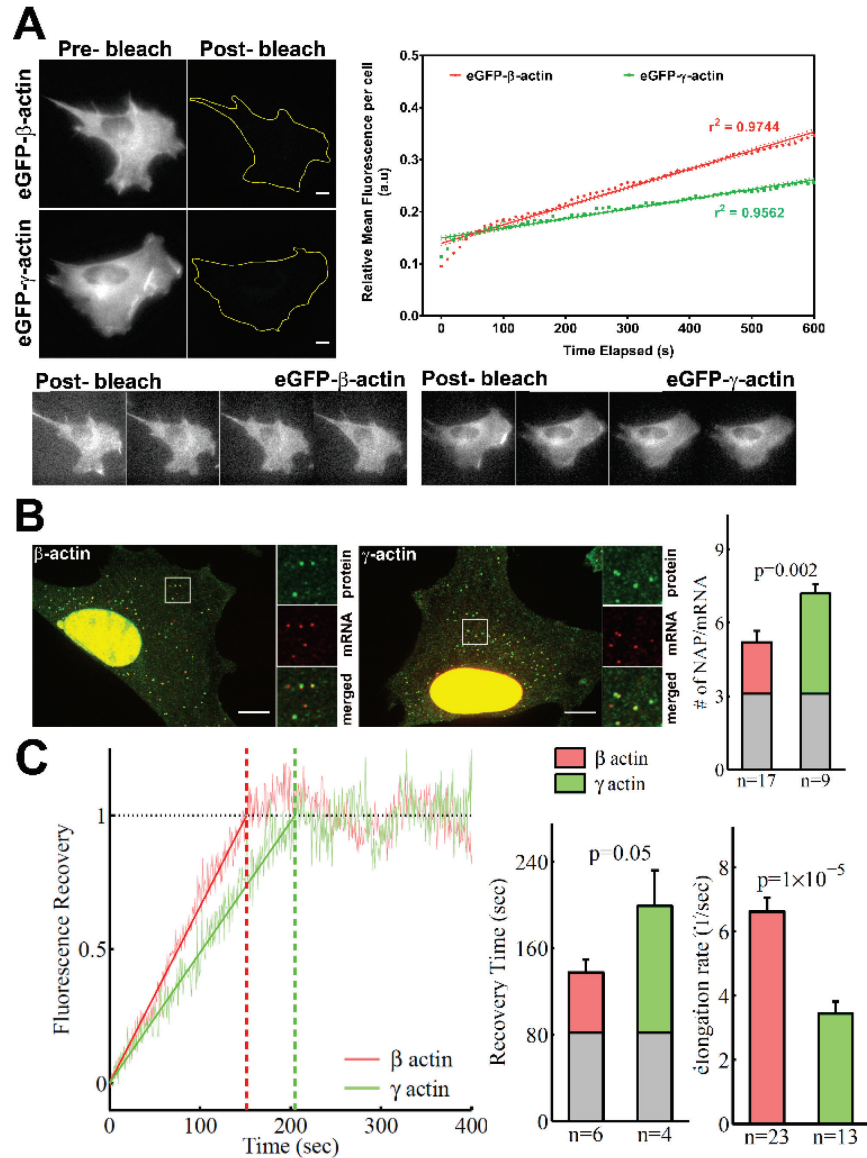 A
Pre- bleach
Post- bleach
eGFP-β-actin
eGFP-γ-actin
0.5
0.4
0.3
0.2
0.1
0.0
Relative Mean Fluorescence per cell
(a.u)
eGFP-β-actin
eGFP-γ-actin
r² = 0.9744
r² = 0.9562
0
100
200
300
400
500
600
Time Elapsed (s)
Post- bleach
eGFP-β-actin
Post- bleach
eGFP-γ-actin
B
β-actin
protein
mRNA
merged
γ-actin
protein
mRNA
merged
# of NAP/mRNA
9
6
3
0
p=0.002
n=17
n=9
C
β actin
γ actin
Fluorescence Recovery
1
0.5
0
β actin
γ actin
0
100
200
300
400
Time (sec)
Recovery Time (sec)
240
160
80
0
p=0.05
n=6
n=4
elongation rate (1/sec)
8
6
4
2
0
p=1×10⁻⁵
n=23
n=13